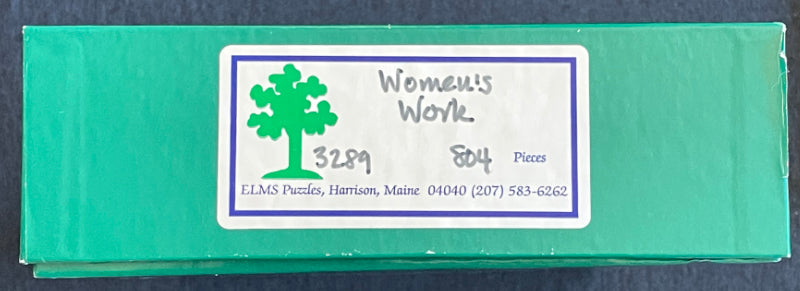 Women's
Work
3289 804 Pieces
ELMS Puzzles, Harrison, Maine 04040 (207) 583-6262